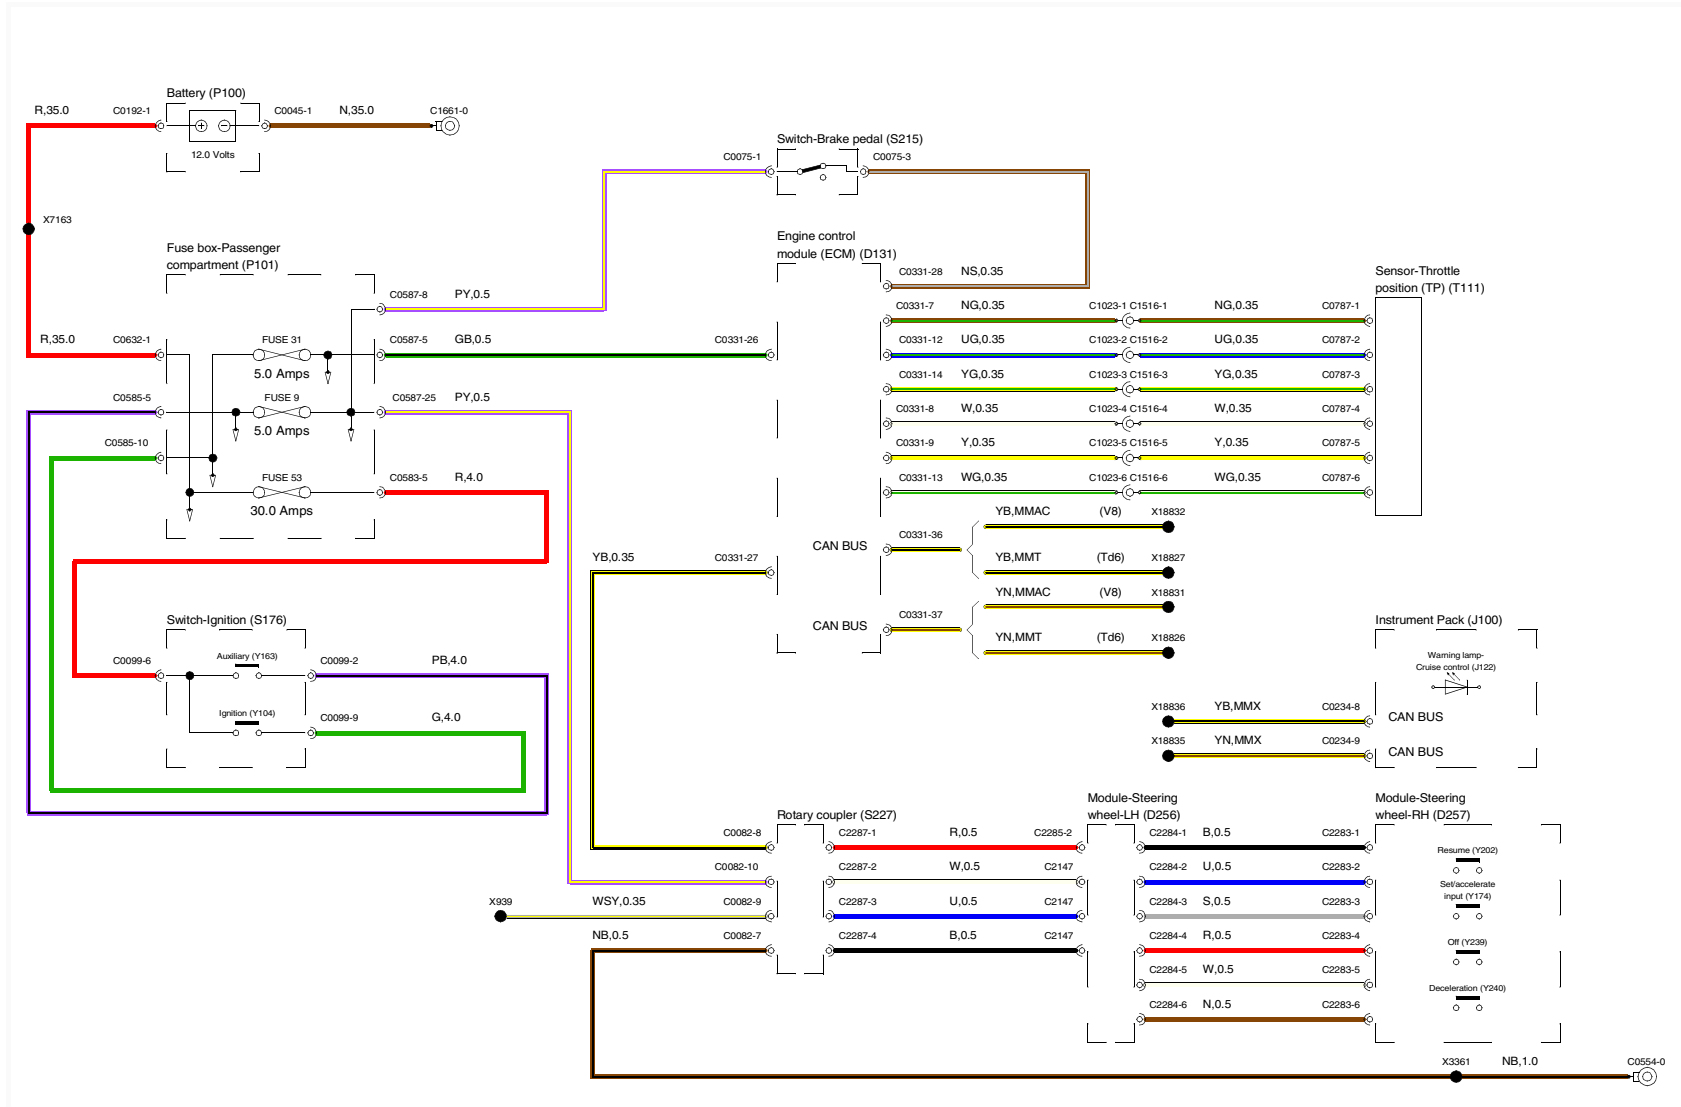 Battery (P100)
R,35.0
C0192-1
C0045-1
N,35.0
C1661-0
12.0 Volts
X7163
Switch-Brake pedal (S215)
C0075-1
C0075-3
Fuse box-Passenger
compartment (P101)
C0587-8
PY,0.5
R,35.0
C0632-1
FUSE 31
5.0 Amps
C0587-5
GB,0.5
C0331-26
C0585-5
FUSE 9
5.0 Amps
C0587-25
PY,0.5
C0585-10
FUSE 53
30.0 Amps
C0583-5
R,4.0
Engine control
module (ECM) (D131)
C0331-28
NS,0.35
C0331-7
NG,0.35
C1023-1 C1516-1
NG,0.35
C0787-1
C0331-12
UG,0.35
C1023-2 C1516-2
UG,0.35
C0787-2
C0331-14
YG,0.35
C1023-3 C1516-3
YG,0.35
C0787-3
C0331-8
W,0.35
C1023-4 C1516-4
W,0.35
C0787-4
C0331-9
Y,0.35
C1023-5 C1516-5
Y,0.35
C0787-5
C0331-13
WG,0.35
C1023-6 C1516-6
WG,0.35
C0787-6
Sensor-Throttle
position (TP) (T111)
CAN BUS
C0331-36
YB,MMAC
(V8)
X18832
YB,MMT
(Td6)
X18827
YB,0.35
C0331-27
CAN BUS
C0331-37
YN,MMAC
(V8)
X18831
YN,MMT
(Td6)
X18826
Switch-Ignition (S176)
C0099-6
Auxiliary (Y163)
C0099-2
PB,4.0
Ignition (Y104)
C0099-9
G,4.0
Instrument Pack (J100)
Warning lamp-
Cruise control (J122)
X18836
YB,MMX
C0234-8
CAN BUS
X18835
YN,MMX
C0234-9
CAN BUS
Rotary coupler (S227)
Module-Steering
wheel-LH (D256)
Module-Steering
wheel-RH (D257)
C0082-8
C2287-1
R,0.5
C2285-2
C2284-1
B,0.5
C2283-1
Resume (Y202)
C0082-10
C2287-2
W,0.5
C2147
C2284-2
U,0.5
C2283-2
Set/accelerate
input (Y174)
X939
WSY,0.35
C0082-9
C2287-3
U,0.5
C2147
C2284-3
S,0.5
C2283-3
NB,0.5
C0082-7
C2287-4
B,0.5
C2147
C2284-4
R,0.5
C2283-4
Off (Y239)
C2284-5
W,0.5
C2283-5
Deceleration (Y240)
C2284-6
N,0.5
C2283-6
X3361
NB,1.0
C0554-0